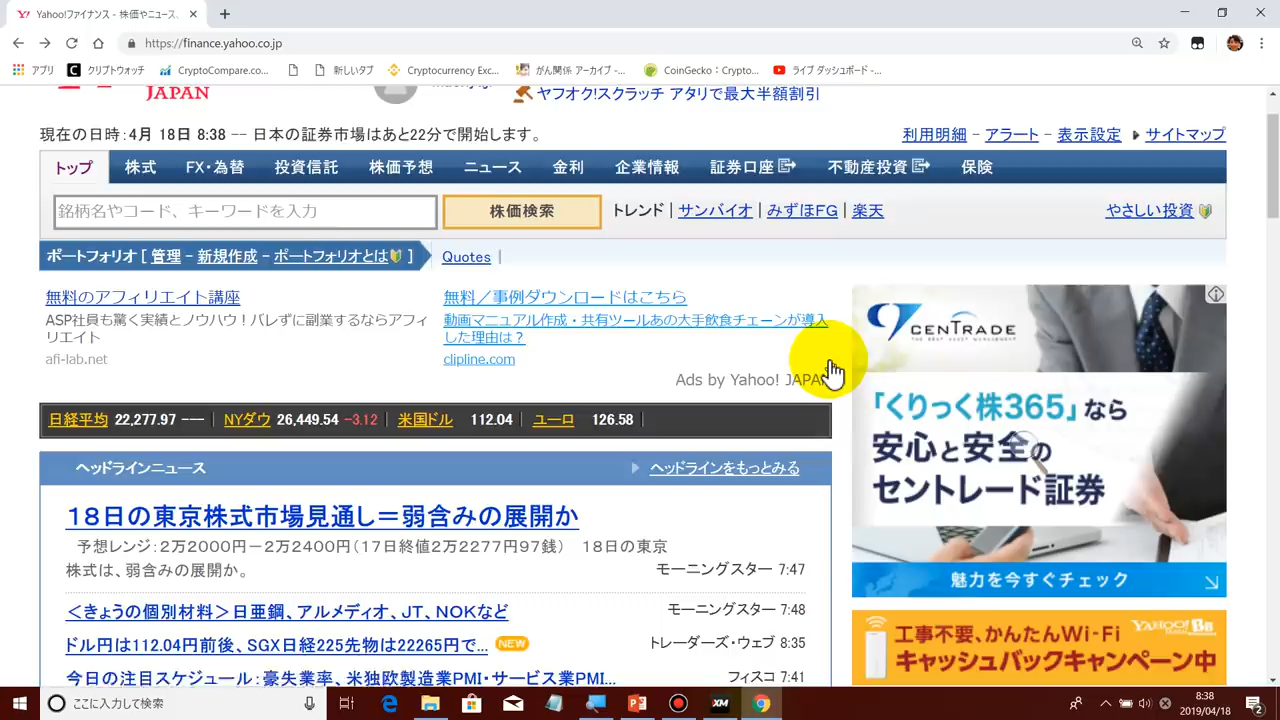 Yahoo!ファイナンス - 株価やニュース、
https://finance.yahoo.co.jp
アプリ クリプトウォッチ CryptoCompare.co... 新しいタブ Cryptocurrency Exc... がん関係 アーカイブ -... CoinGecko : Crypto... ライブ ダッシュボード -...
JAPAN
ヤフオク!スクラッチ アタリで最大半額割引
現在の日時:4月 18日 8:38 -- 日本の証券市場はあと22分で開始します。
利用明細 - アラート - 表示設定 サイトマップ
トップ 株式 FX・為替 投資信託 株価予想 ニュース 金利 企業情報 証券口座 不動産投資 保険
銘柄名やコード、キーワードを入力 株価検索 トレンド | サンバイオ | みずほFG | 楽天 やさしい投資
ポートフォリオ [ 管理 - 新規作成 - ポートフォリオとは ] Quotes |
無料のアフィリエイト講座
ASP社員も驚く実績とノウハウ!バレずに副業するならアフィ
リエイト
afi-lab.net
無料/事例ダウンロードはこちら
動画マニュアル作成・共有ツールあの大手飲食チェーンが導入
した理由は?
clipline.com
Ads by Yahoo! JAPAN
日経平均 22,277.97 --- | NYダウ 26,449.54 -3.12 | 米国ドル 112.04 | ユーロ 126.58 |
ヘッドラインニュース ヘッドラインをもっとみる
18日の東京株式市場見通し=弱含みの展開か
予想レンジ:2万2000円-2万2400円(17日終値2万2277円97銭) 18日の東京
株式は、弱含みの展開か。
モーニングスター 7:47
<きょうの個別材料>日亜鋼、アルメディオ、JT、NOKなど モーニングスター 7:48
ドル円は112.04円前後、SGX日経225先物は22265円で... NEW トレーダーズ・ウェブ 8:35
今日の注目スケジュール:豪失業率、米独欧製造業PMI・サービス業PMI... フィスコ 7:41
CENTRADE
THE BEST ASSET MANAGEMENT
「くりっく株365」なら
安心と安全の
セントレード証券
魅力を今すぐチェック
工事不要、かんたんWi-Fi YAHOO! BB
キャッシュバックキャンペーン中
ここに入力して検索
XM
8:38
2019/04/18
2